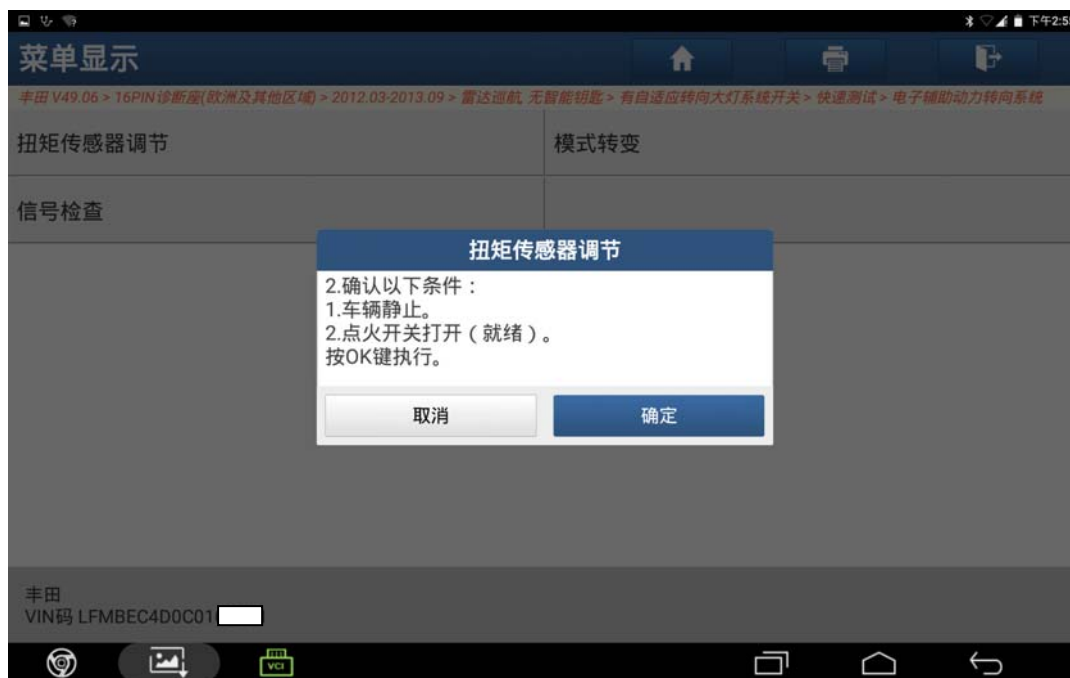 下午2:5
菜单显示
丰田 V49.06 > 16PIN诊断座(欧洲及其他区域) > 2012.03-2013.09 > 雷达巡航, 无智能钥匙 > 有自适应转向大灯系统开关 > 快速测试 > 电子辅助动力转向系统
扭矩传感器调节
模式转变
信号检查
扭矩传感器调节
2.确认以下条件：
1.车辆静止。
2.点火开关打开（就绪）。
按OK键执行。
取消
确定
丰田
VIN码 LFMBEC4D0C01
VCI